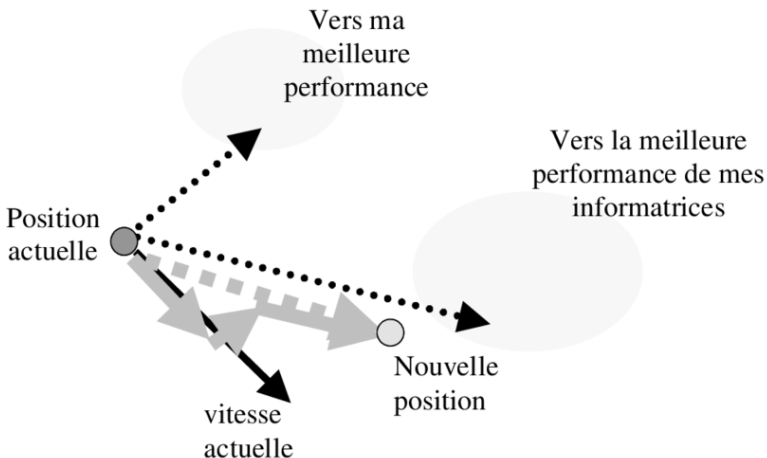 Vers ma
meilleure
performance
Vers la meilleure
performance de mes
informatrices
Position
actuelle
Nouvelle
position
vitesse
actuelle